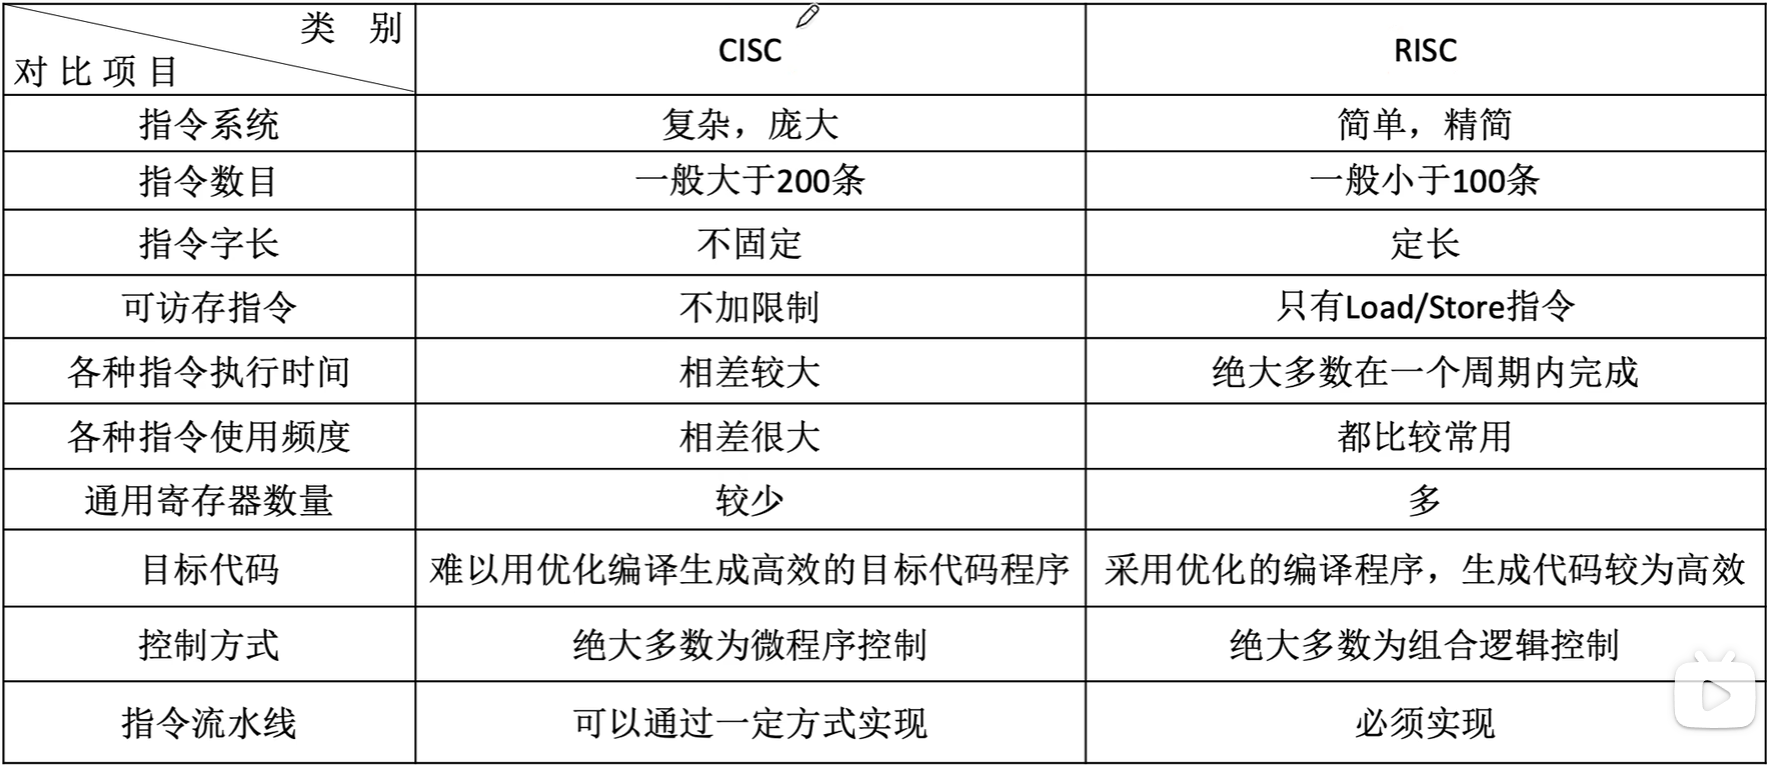 类 别
对比项目
CISC
RISC
指令系统
复杂，庞大
简单，精简
指令数目
一般大于200条
一般小于100条
指令字长
不固定
定长
可访存指令
不加限制
只有Load/Store指令
各种指令执行时间
相差较大
绝大多数在一个周期内完成
各种指令使用频度
相差很大
都比较常用
通用寄存器数量
较少
多
目标代码
难以用优化编译生成高效的目标代码程序
采用优化的编译程序，生成代码较为高效
控制方式
绝大多数为微程序控制
绝大多数为组合逻辑控制
指令流水线
可以通过一定方式实现
必须实现